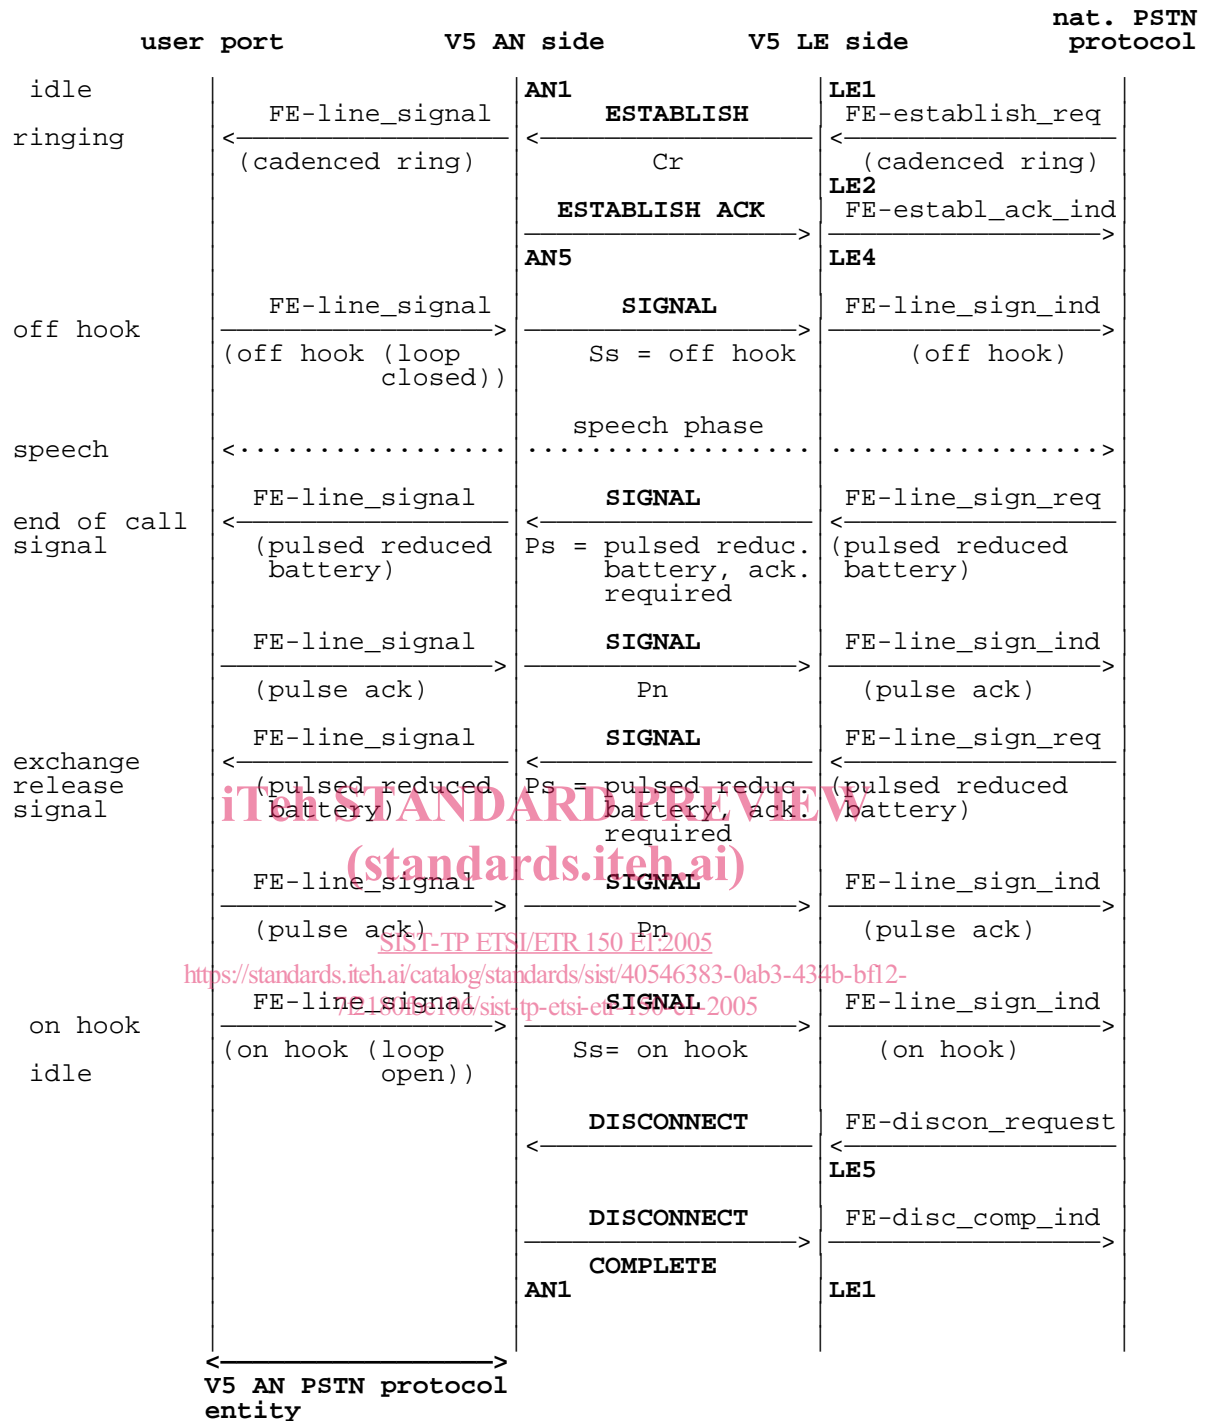 nat. PSTN
user port V5 AN side V5 LE side protocol
idle AN1 LE1
FE-line_signal ESTABLISH FE-establish_req
ringing
(cadenced ring) Cr (cadenced ring)
LE2
ESTABLISH ACK FE-establ_ack_ind
AN5 LE4
FE-line_signal SIGNAL FE-line_sign_ind
off hook
(off hook (loop Ss = off hook (off hook)
closed))
speech phase
speech
FE-line_signal SIGNAL FE-line_sign_req
end of call
signal (pulsed reduced Ps = pulsed reduc. (pulsed reduced
battery) battery, ack. battery)
required
FE-line_signal SIGNAL FE-line_sign_ind
(pulse ack) Pn (pulse ack)
FE-line_signal SIGNAL FE-line_sign_req
exchange
release (pulsed reduced Ps = pulsed reduc. (pulsed reduced
signal battery) battery, ack. battery)
iTeh STANDARD PREVIEW
required
(standards.iteh.ai)
FE-line_signal SIGNAL FE-line_sign_ind
(pulse ack) Pn (pulse ack)
SIST-TP ETSI/ETR 150 E1:2005
https://standards.iteh.ai/catalog/standards/sist/40546383-0ab3-434b-bf12-
FE-line_signal SIGNAL FE-line_sign_ind
/sist-tp-etsi-etr-150-e1-2005
on hook
(on hook (loop Ss= on hook (on hook)
idle open))
DISCONNECT FE-discon_request
LE5
DISCONNECT FE-disc_comp_ind
COMPLETE
AN1 LE1
V5 AN PSTN protocol
entity